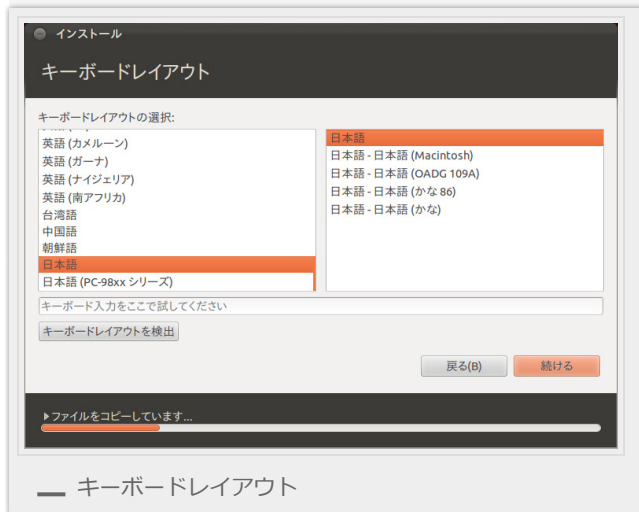 インストール
キーボードレイアウト
キーボードレイアウトの選択:
英語 (カメルーン)
英語 (ガーナ)
英語 (ナイジェリア)
英語 (南アフリカ)
台湾語
中国語
朝鮮語
日本語
日本語 (PC-98xx シリーズ)
日本語
日本語 - 日本語 (Macintosh)
日本語 - 日本語 (OADG 109A)
日本語 - 日本語 (かな 86)
日本語 - 日本語 (かな)
キーボード入力をここで試してください
キーボードレイアウトを検出
戻る(B)
続ける
ファイルをコピーしています...
キーボードレイアウト